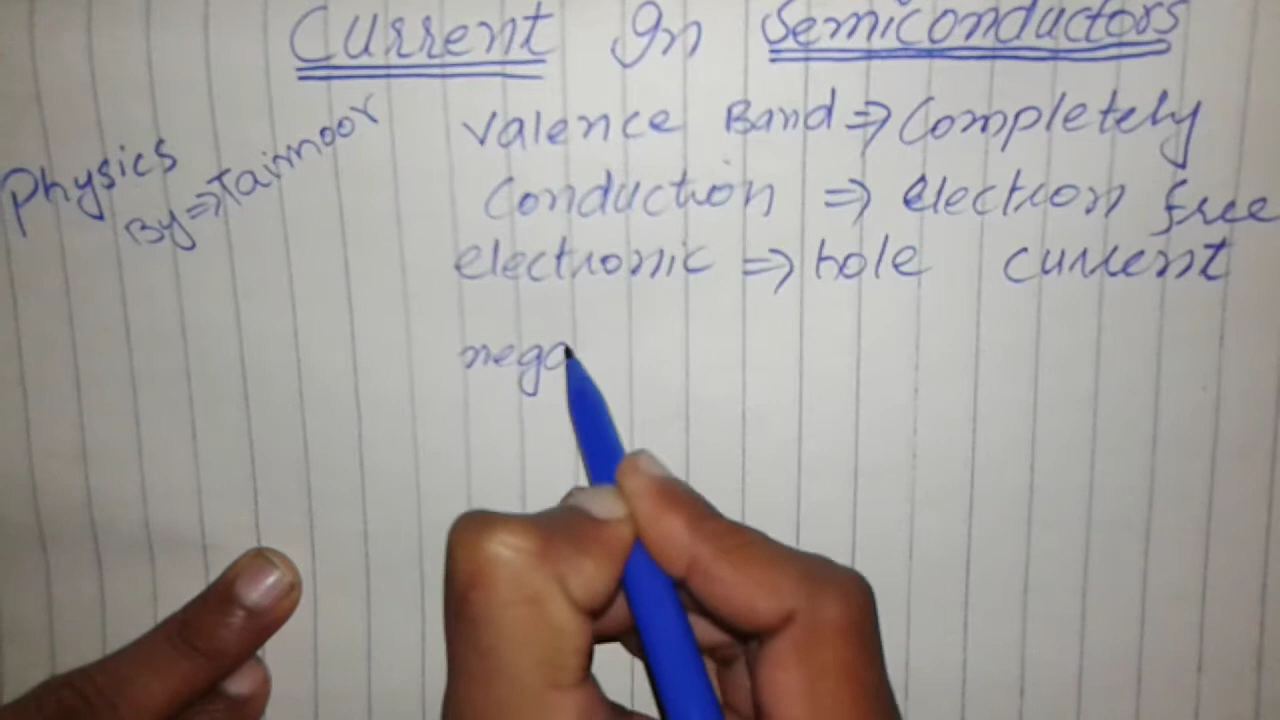 Current In Semiconductors
Physics
By⇒Taimoor
Valence Band ⇒ Completely
Conduction ⇒ electron free
electronic ⇒ hole current
nega